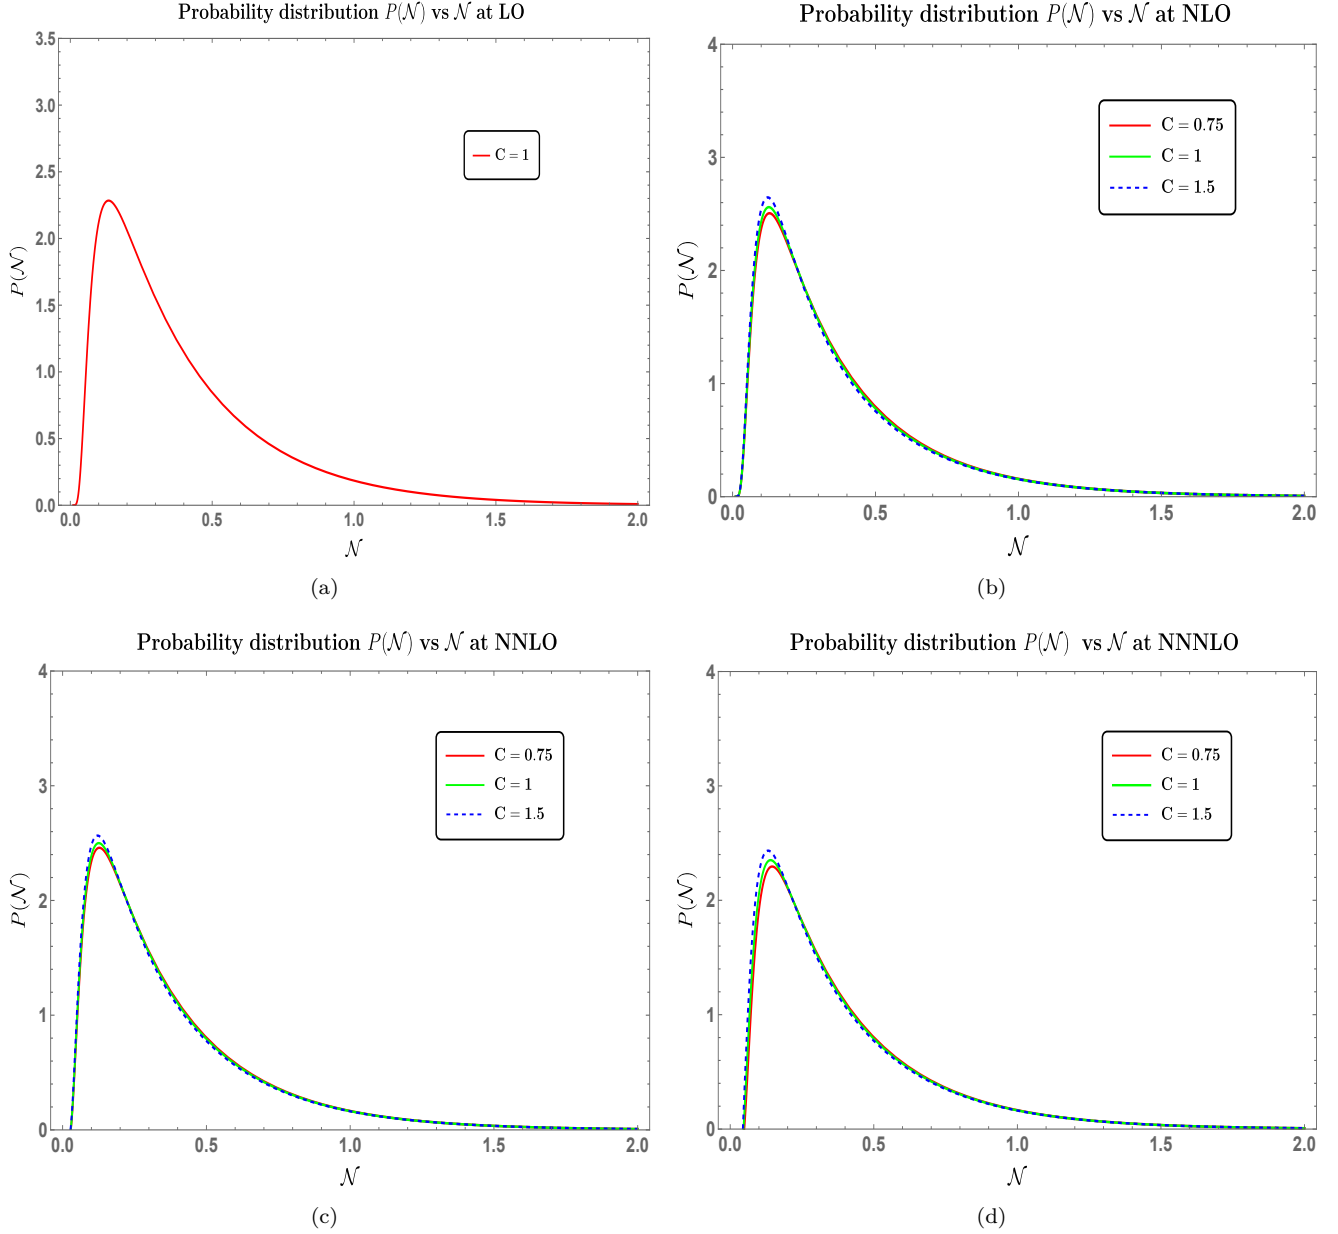 Probability distribution P(𝒩) vs 𝒩 at LO
3.5
3.0
2.5
2.0
1.5
1.0
0.5
0.0
P(𝒩)
C = 1
0.0 0.5 1.0 1.5 2.0
𝒩
(a)
Probability distribution P(𝒩) vs 𝒩 at NLO
4
3
2
1
0
P(𝒩)
C = 0.75
C = 1
C = 1.5
0.0 0.5 1.0 1.5 2.0
𝒩
(b)
Probability distribution P(𝒩) vs 𝒩 at NNLO
4
3
2
1
0
P(𝒩)
C = 0.75
C = 1
C = 1.5
0.0 0.5 1.0 1.5 2.0
𝒩
(c)
Probability distribution P(𝒩) vs 𝒩 at NNNLO
4
3
2
1
0
P(𝒩)
C = 0.75
C = 1
C = 1.5
0.0 0.5 1.0 1.5 2.0
𝒩
(d)